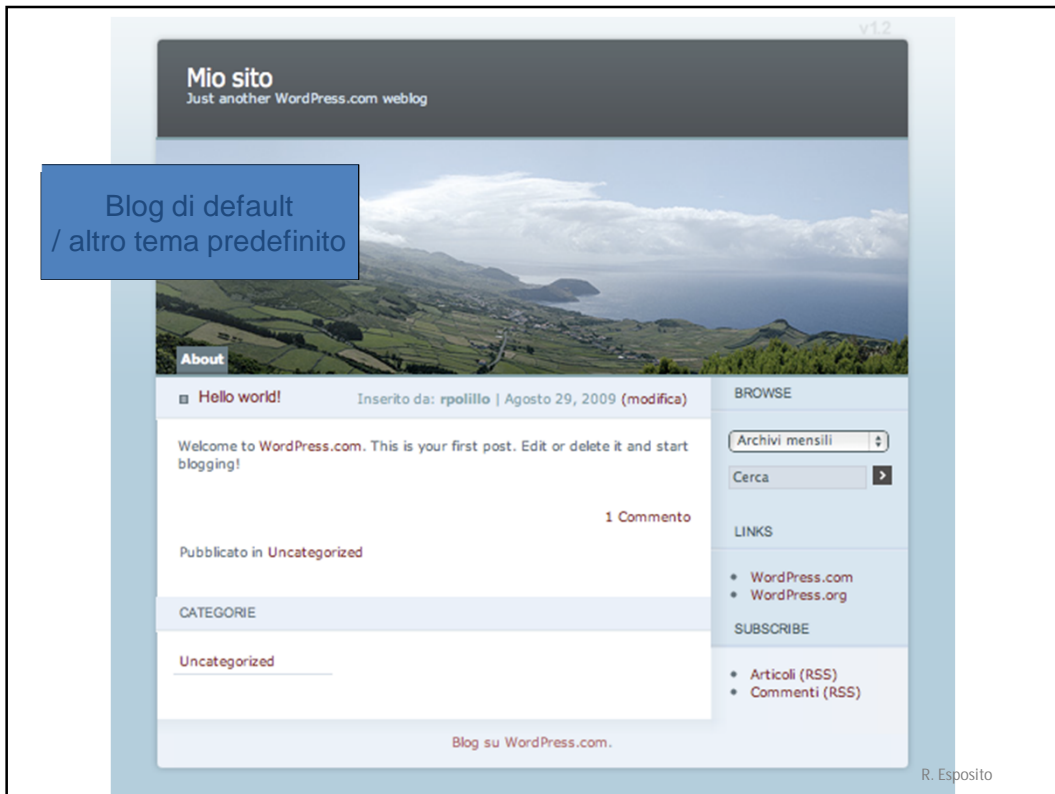 v1.2
Mio sito
Just another WordPress.com weblog
Blog di default
/ altro tema predefinito
About
Hello world!
Inserito da: rpolillo | Agosto 29, 2009 (modifica)
Welcome to WordPress.com. This is your first post. Edit or delete it and start
blogging!
1 Commento
Pubblicato in Uncategorized
CATEGORIE
Uncategorized
BROWSE
Archivi mensili
Cerca
LINKS
WordPress.com
WordPress.org
SUBSCRIBE
Articoli (RSS)
Commenti (RSS)
Blog su WordPress.com.
R. Esposito